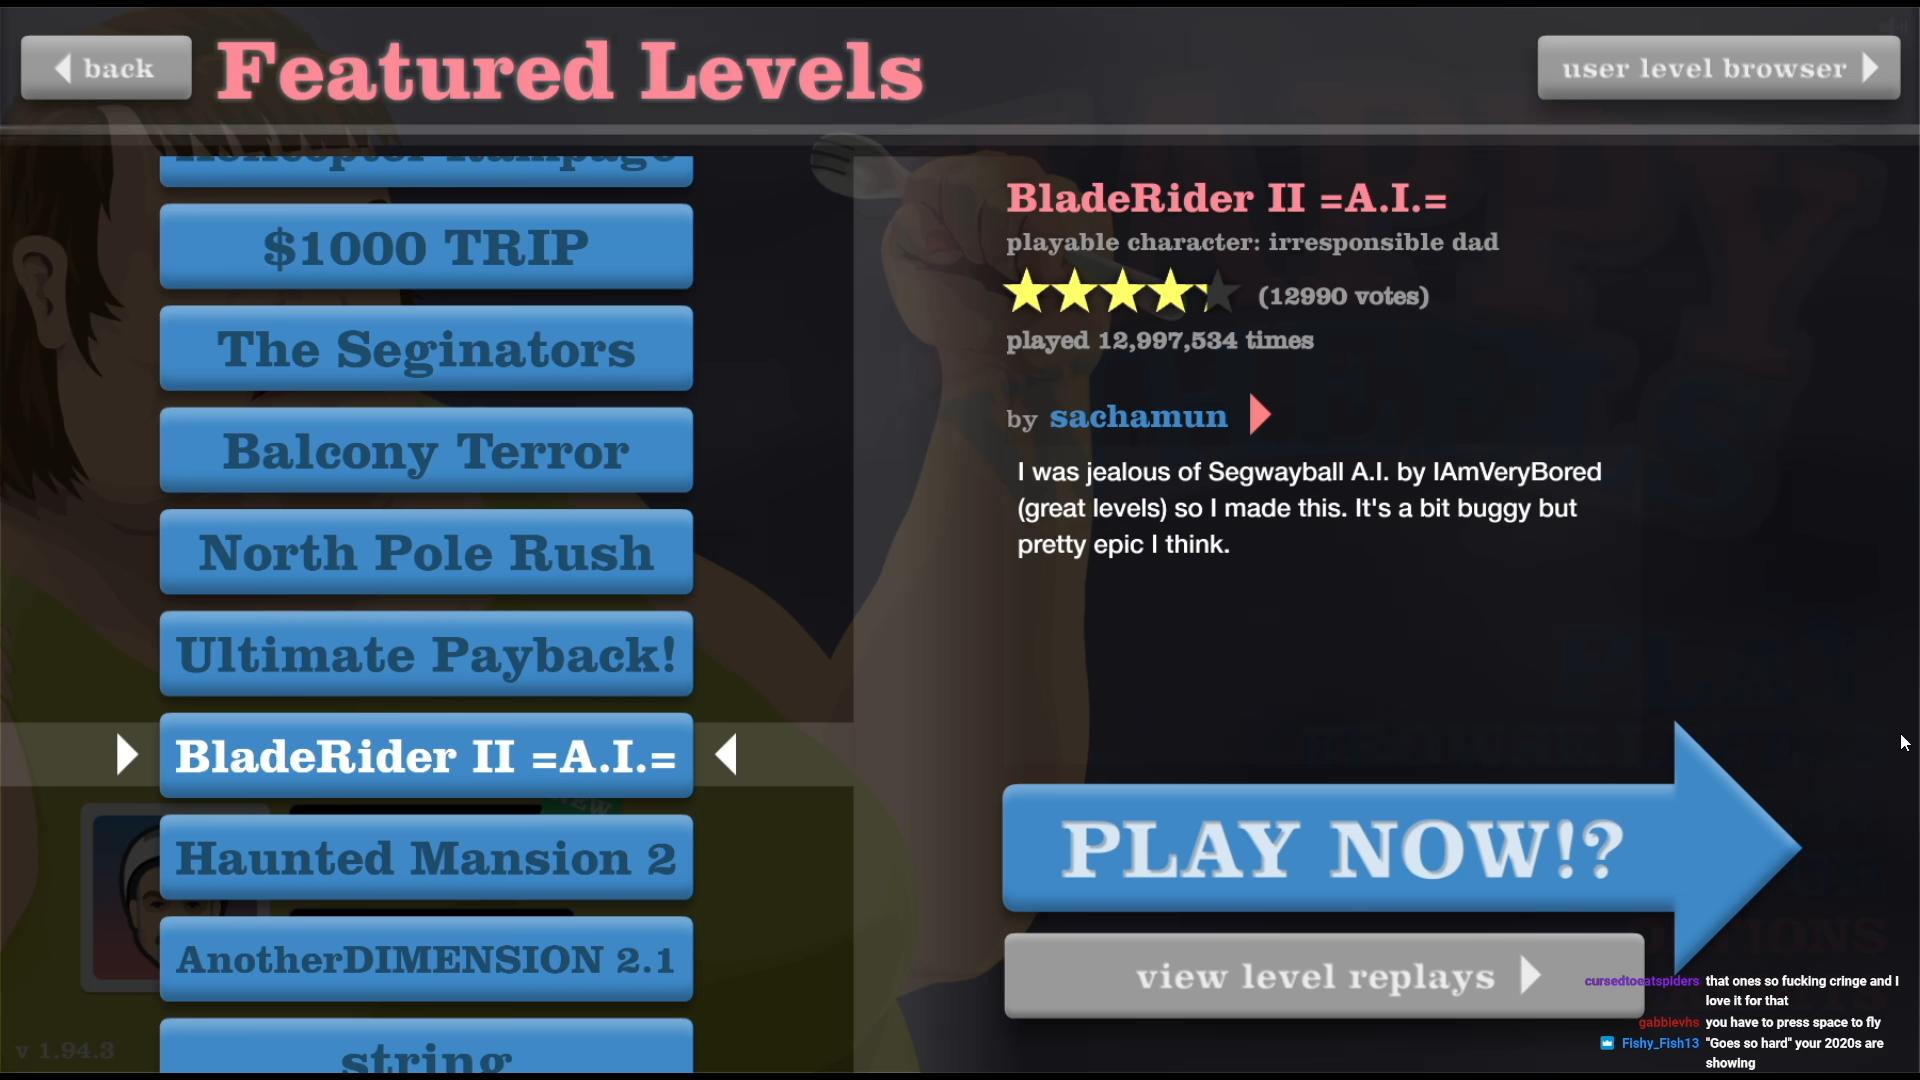 back
Featured Levels
user level browser
$1000 TRIP
The Seginators
Balcony Terror
North Pole Rush
Ultimate Payback!
BladeRider II =A.I.=
Haunted Mansion 2
AnotherDIMENSION 2.1
string
v 1.94.3
BladeRider II =A.I.=
playable character: irresponsible dad
(12990 votes)
played 12,997,534 times
by sachamun
I was jealous of Segwayball A.I. by IAmVeryBored
(great levels) so I made this. It's a bit buggy but
pretty epic I think.
PLAY NOW!?
view level replays
cursedtoeatspiders that ones so fucking cringe and I
love it for that
gabbievhs you have to press space to fly
Fishy_Fish13 "Goes so hard" your 2020s are
showing